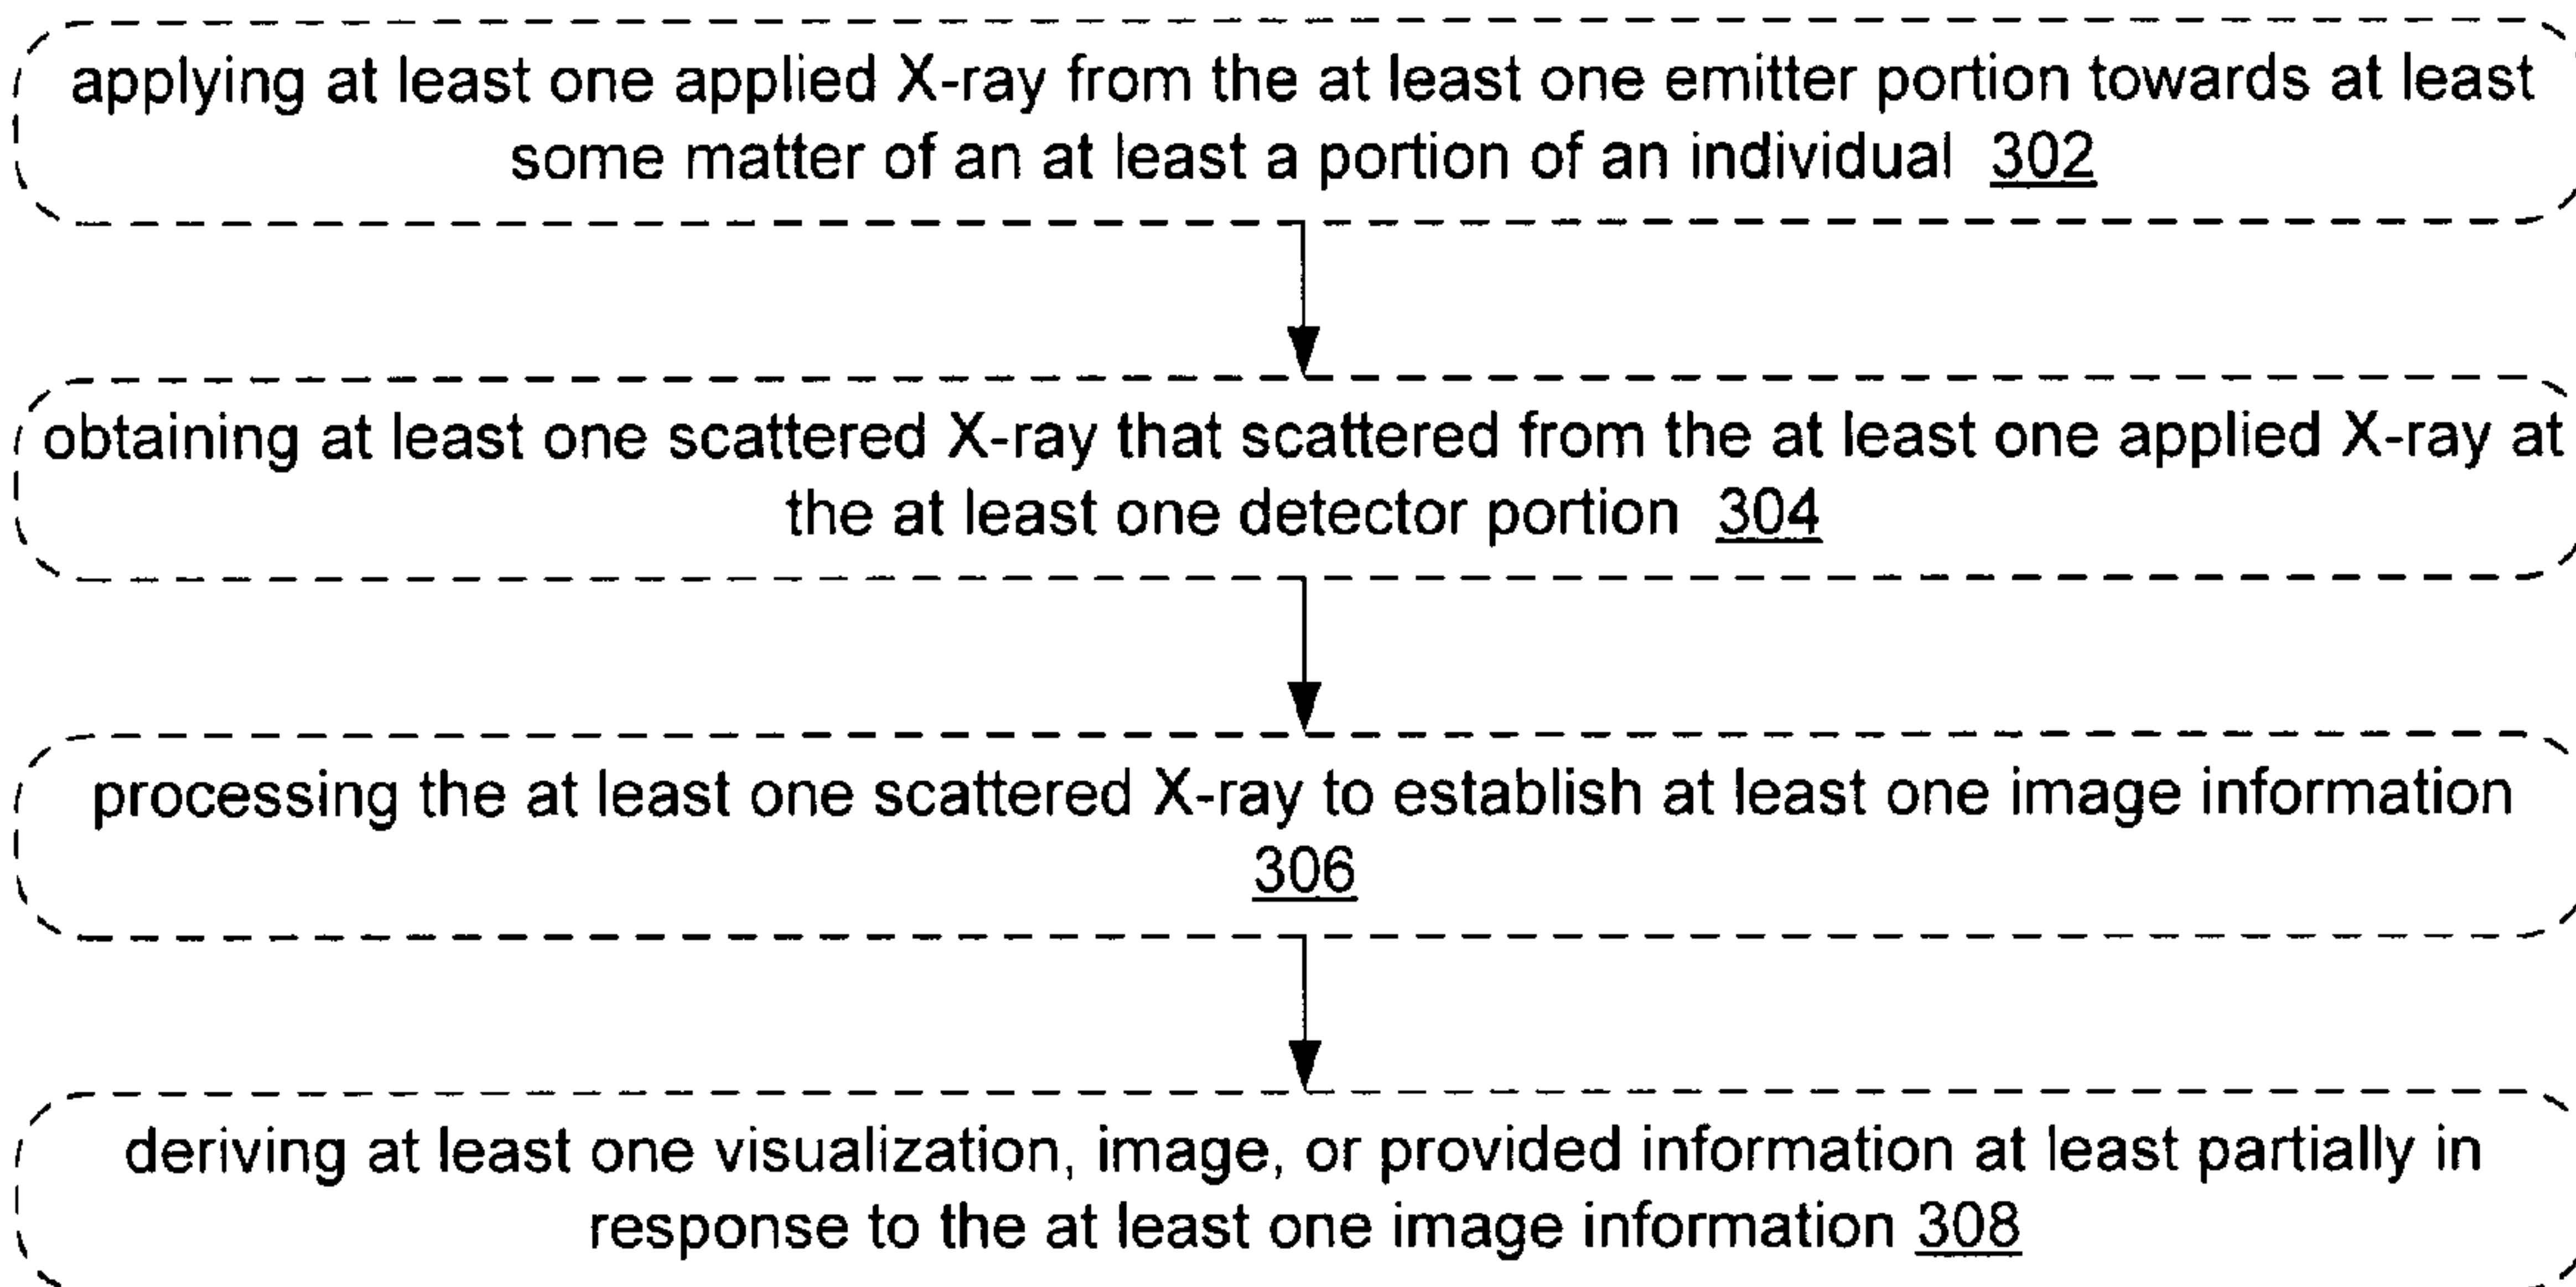 applying at least one applied X-ray from the at least one emitter portion towards at least
some matter of an at least a portion of an individual 302
obtaining at least one scattered X-ray that scattered from the at least one applied X-ray at
the at least one detector portion 304
processing the at least one scattered X-ray to establish at least one image information
306
deriving at least one visualization, image, or provided information at least partially in
response to the at least one image information 308